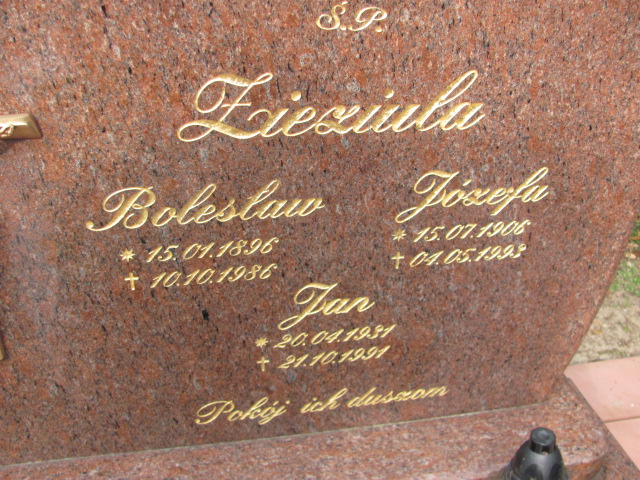 Ś.P.
Zieziula
Bolesław
* 15.01.1896
† 10.10.1986
Józefa
* 15.07.1906
† 04.05.1993
Jan
* 20.04.1931
† 21.10.1991
Pokój ich duszom